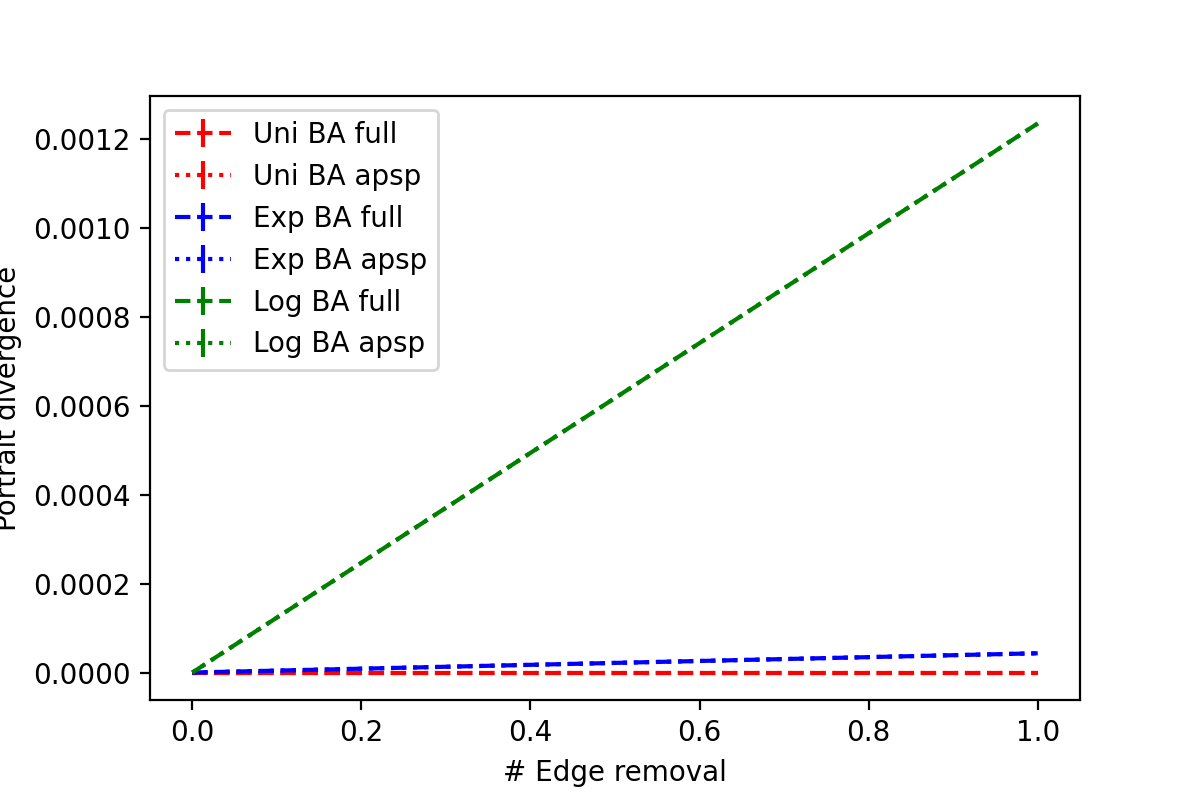 Uni BA full
Uni BA apsp
Exp BA full
Exp BA apsp
Log BA full
Log BA apsp
0.0012
0.0010
0.0008
0.0006
0.0004
0.0002
0.0000
Portrait divergence
0.0 0.2 0.4 0.6 0.8 1.0
# Edge removal